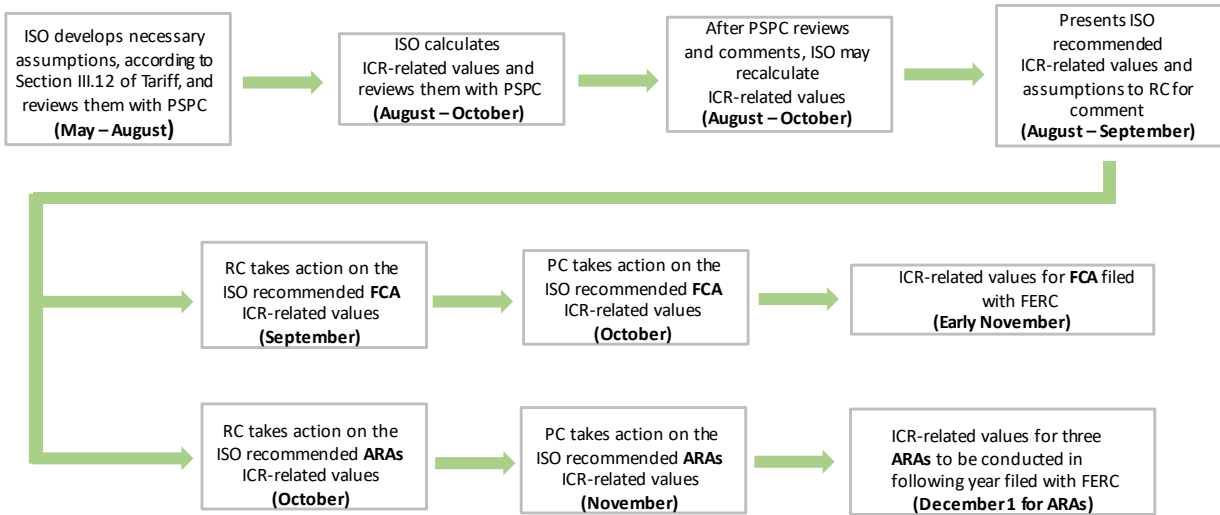 ISO develops necessary
assumptions, according to
Section III.12 of Tariff, and
reviews them with PSPC
(May – August)
ISO calculates
ICR-related values and
reviews them with PSPC
(August – October)
After PSPC reviews
and comments, ISO may
recalculate
ICR-related values
(August – October)
Presents ISO
recommended
ICR-related values and
assumptions to RC for
comment
(August – September)
RC takes action on the
ISO recommended FCA
ICR-related values
(September)
PC takes action on the
ISO recommended FCA
ICR-related values
(October)
ICR-related values for FCA filed
with FERC
(Early November)
RC takes action on the
ISO recommended ARAs
ICR-related values
(October)
PC takes action on the
ISO recommended ARAs
ICR-related values
(November)
ICR-related values for three
ARAs to be conducted in
following year filed with FERC
(December 1 for ARAs)